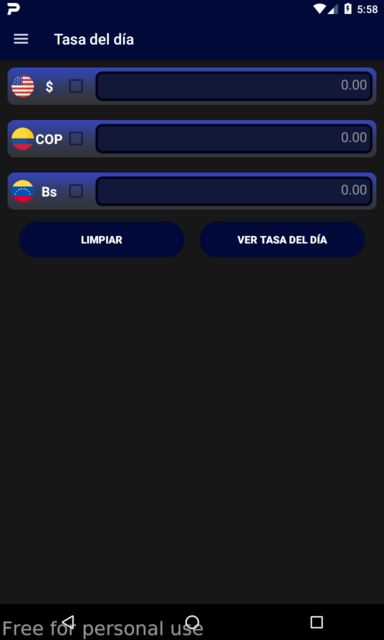 5:58
Tasa del día
$ 0.00
COP 0.00
Bs 0.00
LIMPIAR VER TASA DEL DÍA
Free for personal use